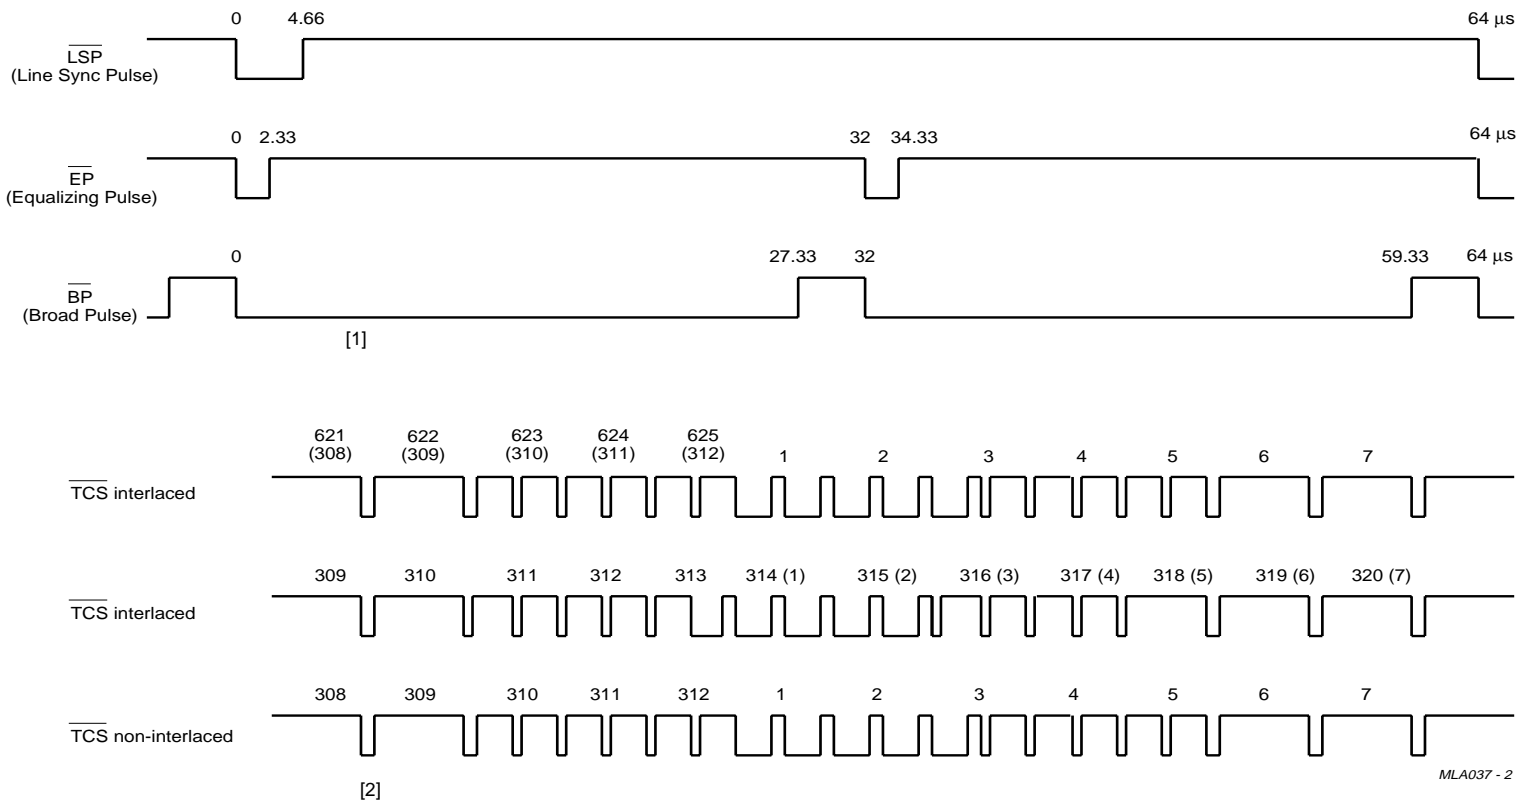 0 4.66 64 μs
LSP
(Line Sync Pulse)
0 2.33 32 34.33 64 μs
EP
(Equalizing Pulse)
0 27.33 32 59.33 64 μs
BP
(Broad Pulse)
[1]
621 622 623 624 625
(308) (309) (310) (311) (312) 1 2 3 4 5 6 7
TCS interlaced
309 310 311 312 313 314 (1) 315 (2) 316 (3) 317 (4) 318 (5) 319 (6) 320 (7)
TCS interlaced
308 309 310 311 312 1 2 3 4 5 6 7
TCS non-interlaced
MLA037 - 2
[2]